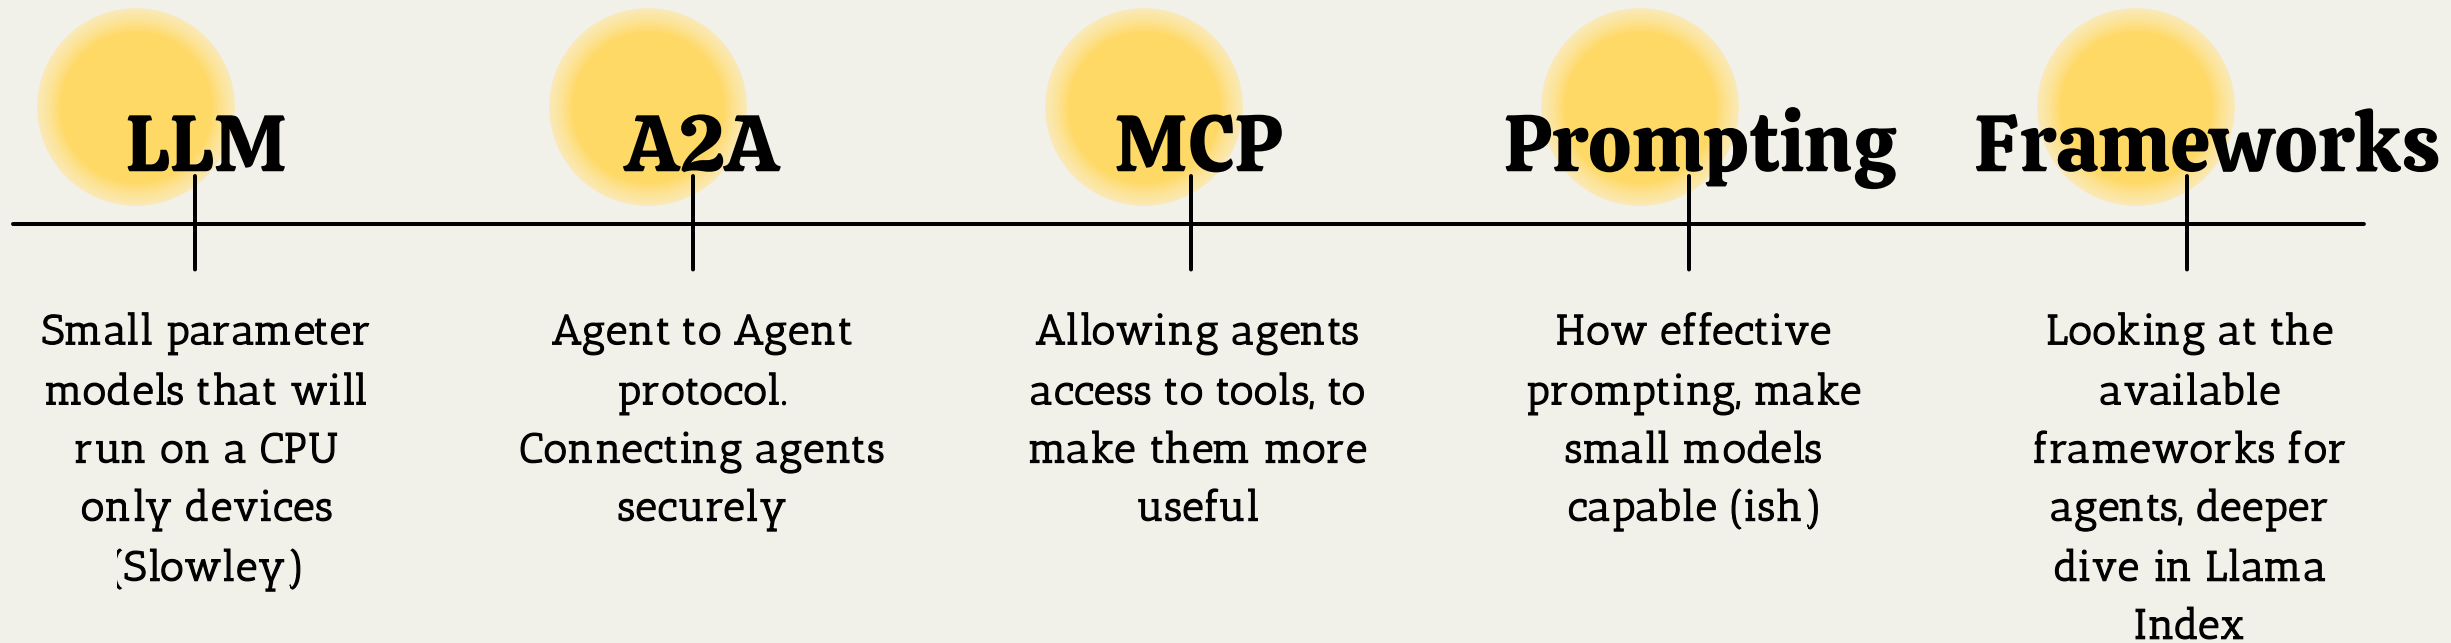 LLM
Small parameter
models that will
run on a CPU
only devices
(Slowley)
A2A
Agent to Agent
protocol.
Connecting agents
securely
MCP
Allowing agents
access to tools, to
make them more
useful
Prompting
How effective
prompting, make
small models
capable (ish)
Frameworks
Looking at the
available
frameworks for
agents, deeper
dive in Llama
Index